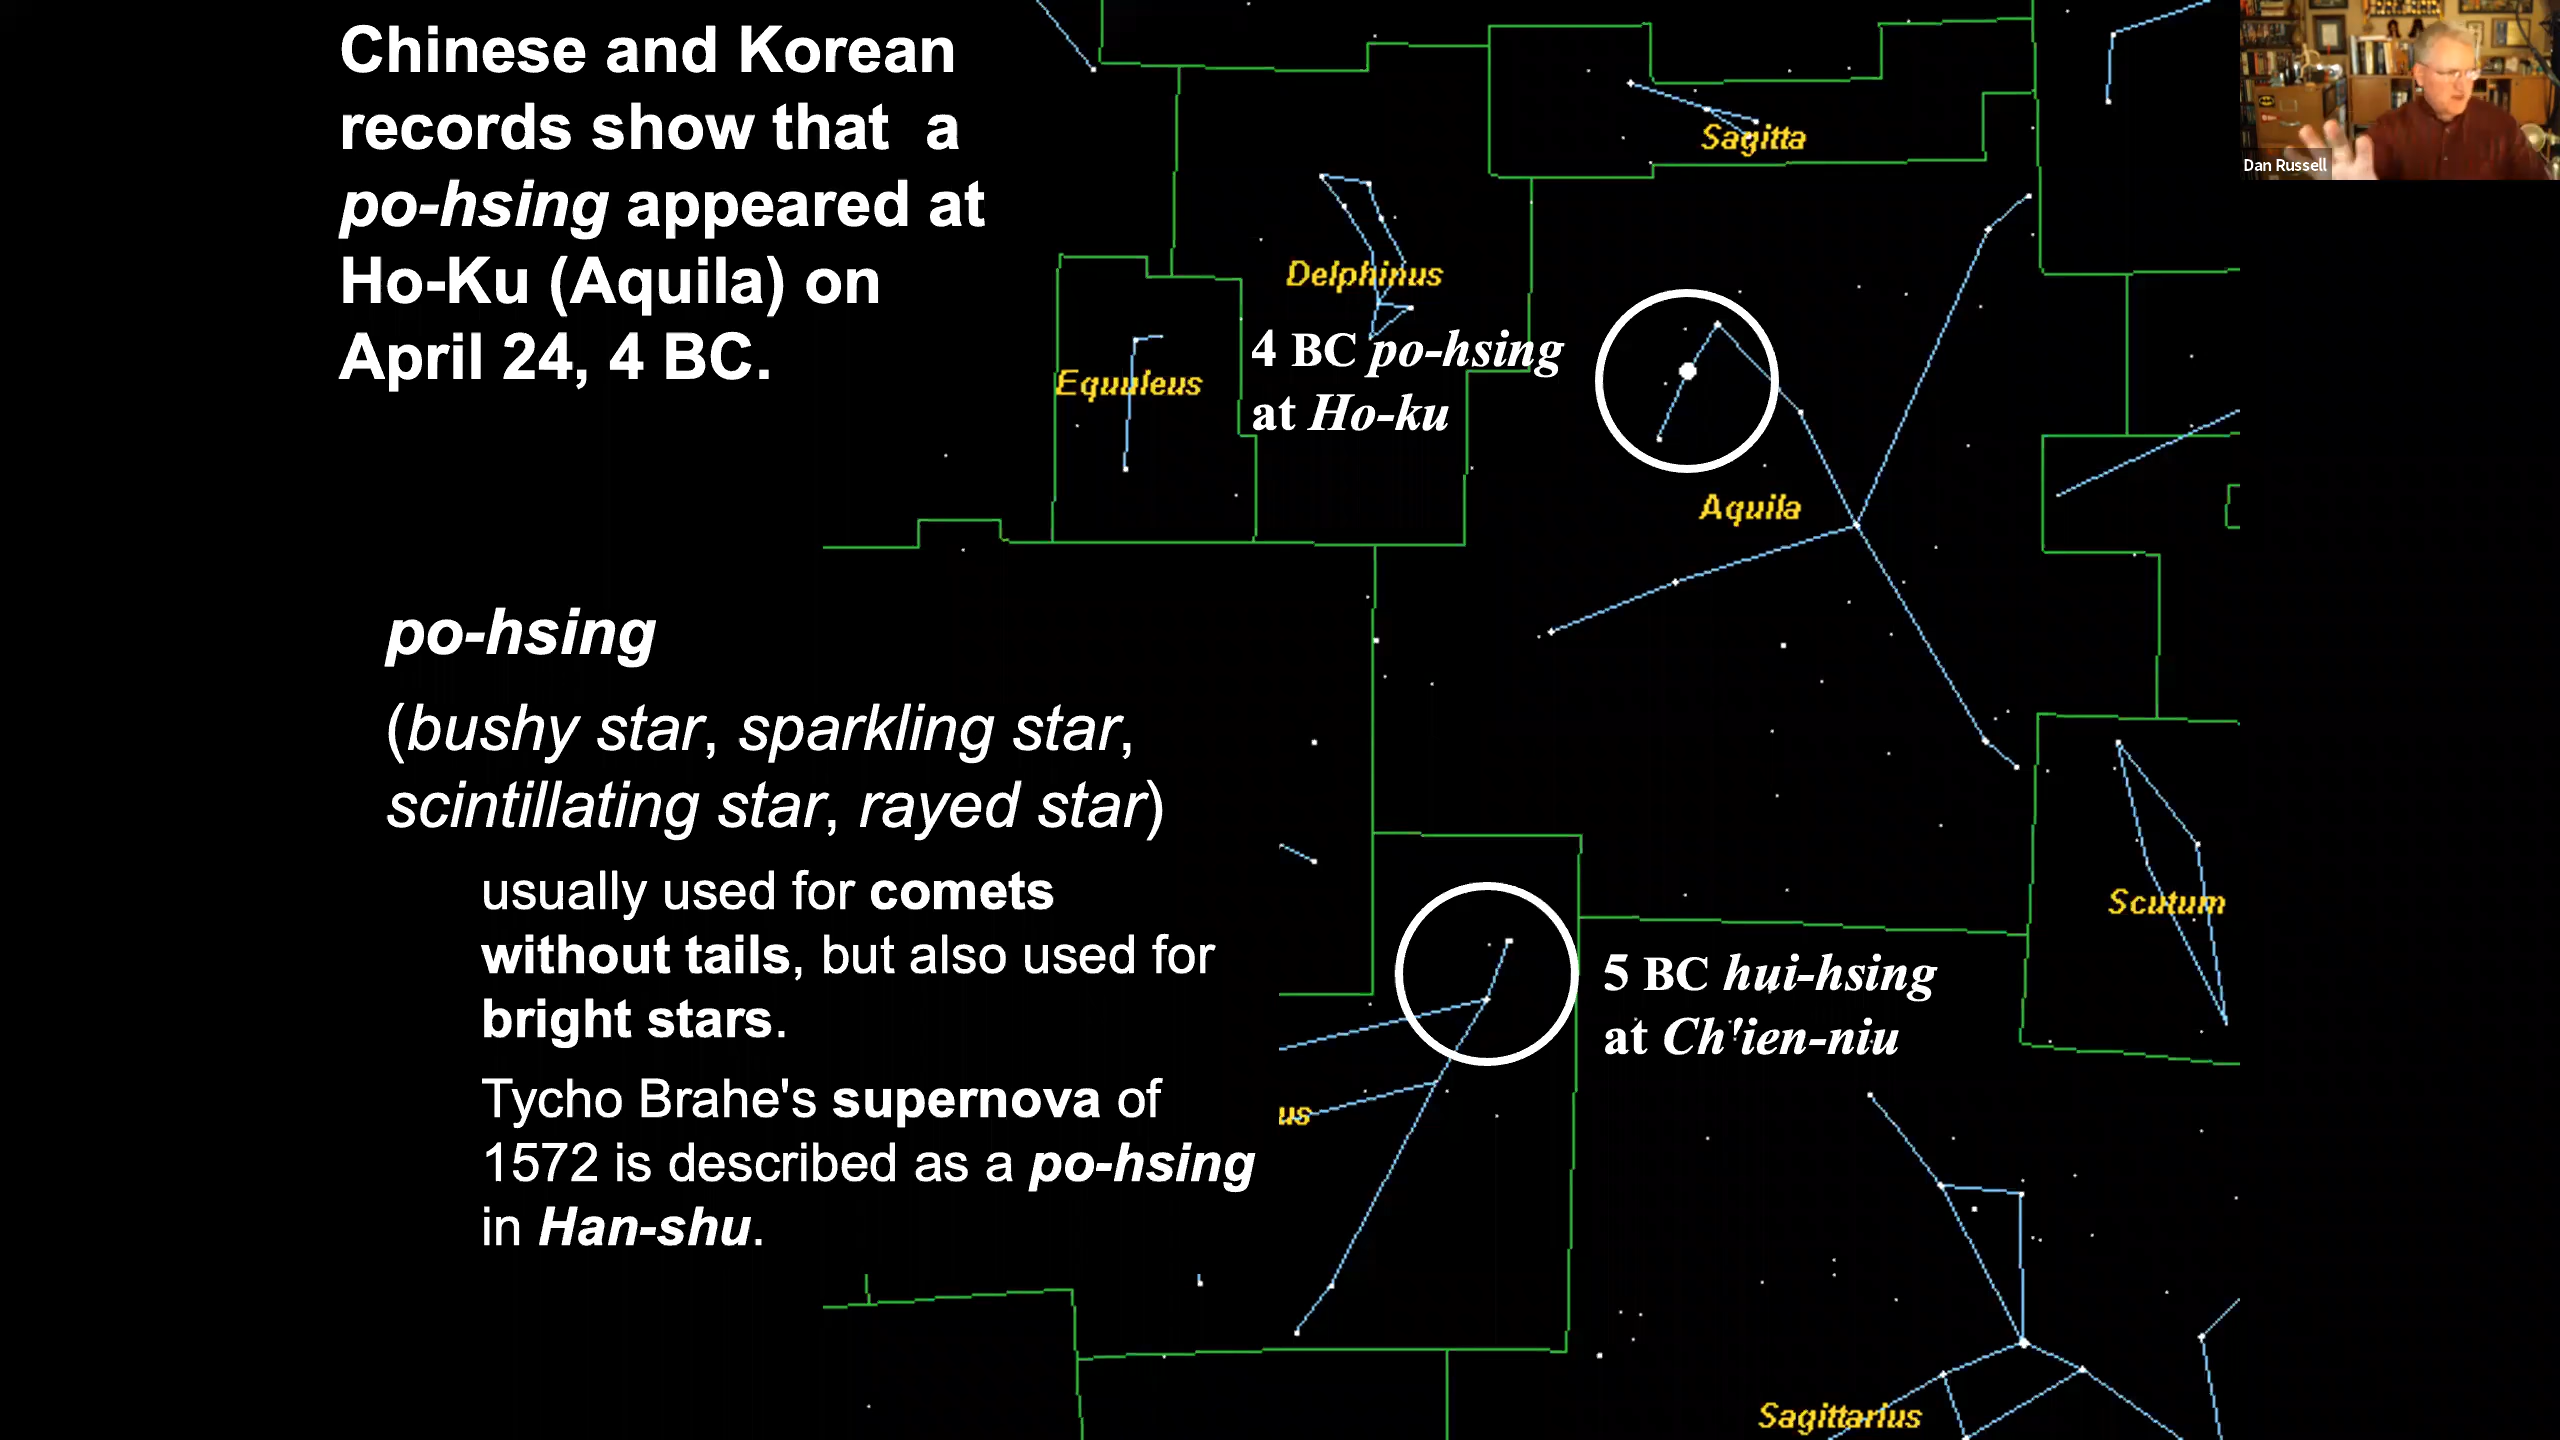 Chinese and Korean
records show that a
po-hsing appeared at
Ho-Ku (Aquila) on
April 24, 4 BC.
po-hsing
(bushy star, sparkling star,
scintillating star, rayed star)
usually used for comets
without tails, but also used for
bright stars.
Tycho Brahe's supernova of
1572 is described as a po-hsing
in Han-shu.
Sagitta
Delphinus
4 BC po-hsing
at Ho-ku
Equuleus
Aquila
Scutum
5 BC hui-hsing
at Ch'ien-niu
us
Sagittarius
Dan Russell